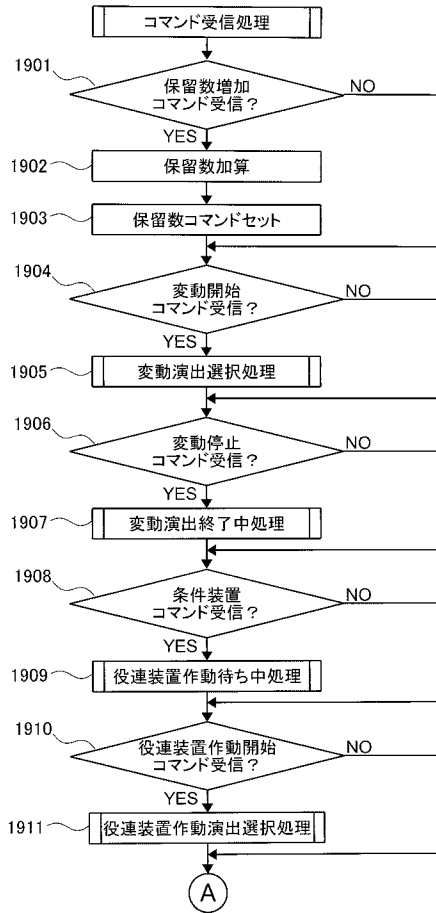 コマンド受信処理
1901
保留数増加
コマンド受信？
NO
YES
1902
保留数加算
1903
保留数コマンドセット
1904
変動開始
コマンド受信？
NO
YES
1905
変動演出選択処理
1906
変動停止
コマンド受信？
NO
YES
1907
変動演出終了中処理
1908
条件装置
コマンド受信？
NO
YES
1909
役連装置作動待ち中処理
1910
役連装置作動開始
コマンド受信？
NO
YES
1911
役連装置作動演出選択処理
A